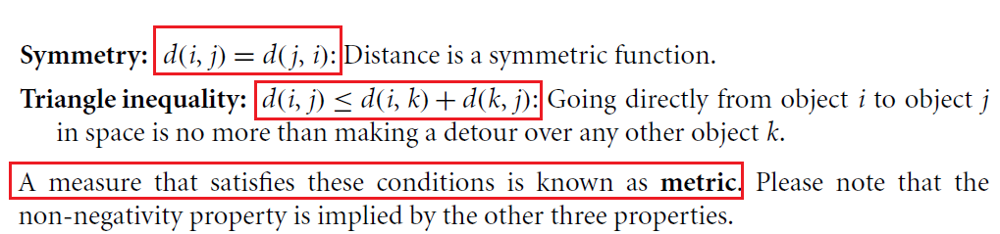 Symmetry: d(i, j) = d(j, i): Distance is a symmetric function.
Triangle inequality: d(i, j) ≤ d(i, k) + d(k, j): Going directly from object i to object j
in space is no more than making a detour over any other object k.
A measure that satisfies these conditions is known as metric. Please note that the
non-negativity property is implied by the other three properties.